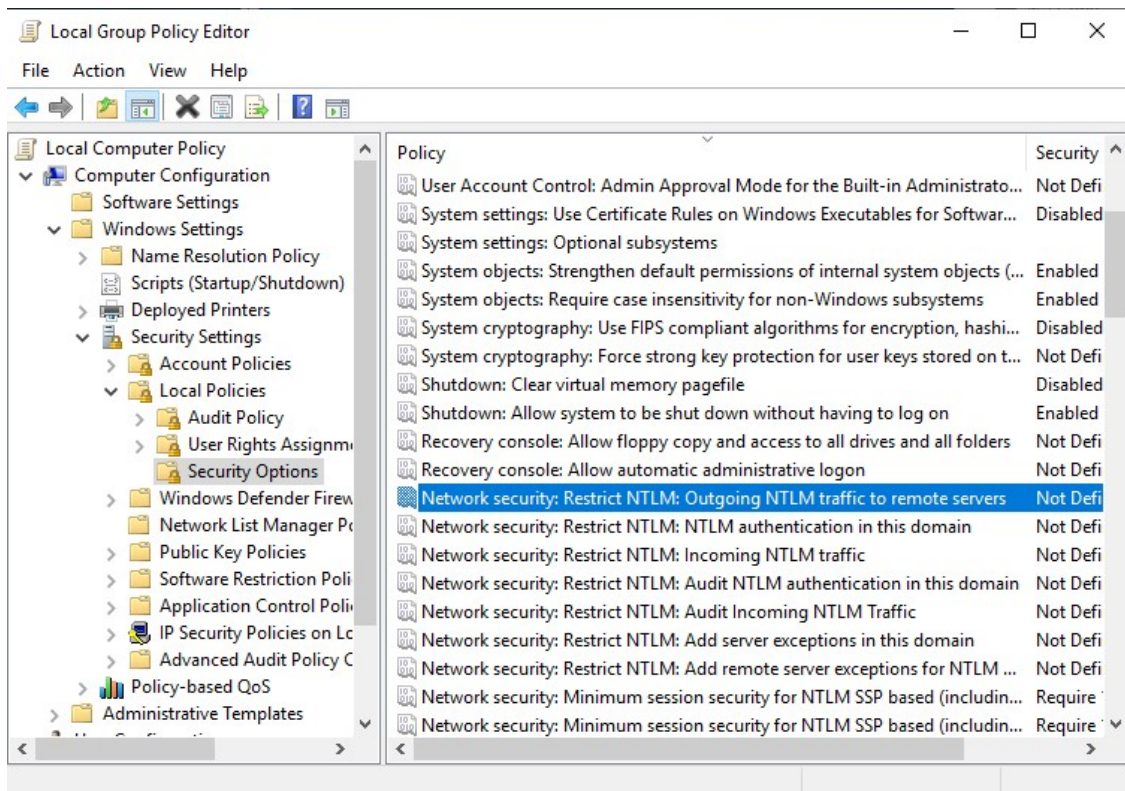 Local Group Policy Editor
File Action View Help
Local Computer Policy
Computer Configuration
Software Settings
Windows Settings
Name Resolution Policy
Scripts (Startup/Shutdown)
Deployed Printers
Security Settings
Account Policies
Local Policies
Audit Policy
User Rights Assignm
Security Options
Windows Defender Firew
Network List Manager Po
Public Key Policies
Software Restriction Poli
Application Control Poli
IP Security Policies on Lc
Advanced Audit Policy C
Policy-based QoS
Administrative Templates
Policy Security
User Account Control: Admin Approval Mode for the Built-in Administrato... Not Defi
System settings: Use Certificate Rules on Windows Executables for Softwar... Disabled
System settings: Optional subsystems
System objects: Strengthen default permissions of internal system objects (... Enabled
System objects: Require case insensitivity for non-Windows subsystems Enabled
System cryptography: Use FIPS compliant algorithms for encryption, hashi... Disabled
System cryptography: Force strong key protection for user keys stored on t... Not Defi
Shutdown: Clear virtual memory pagefile Disabled
Shutdown: Allow system to be shut down without having to log on Enabled
Recovery console: Allow floppy copy and access to all drives and all folders Not Defi
Recovery console: Allow automatic administrative logon Not Defi
Network security: Restrict NTLM: Outgoing NTLM traffic to remote servers Not Defi
Network security: Restrict NTLM: NTLM authentication in this domain Not Defi
Network security: Restrict NTLM: Incoming NTLM traffic Not Defi
Network security: Restrict NTLM: Audit NTLM authentication in this domain Not Defi
Network security: Restrict NTLM: Audit Incoming NTLM Traffic Not Defi
Network security: Restrict NTLM: Add server exceptions in this domain Not Defi
Network security: Restrict NTLM: Add remote server exceptions for NTLM ... Not Defi
Network security: Minimum session security for NTLM SSP based (includin... Require
Network security: Minimum session security for NTLM SSP based (includin... Require